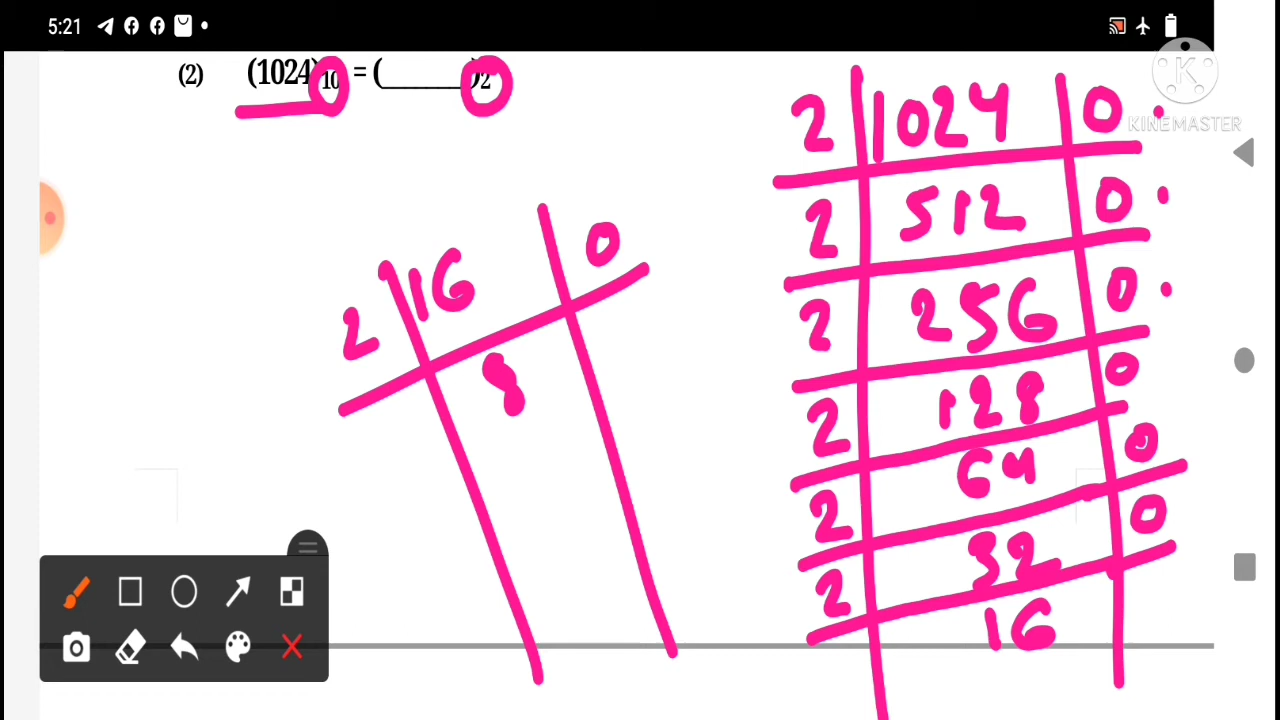 5:21
(2) (1024)10 = (______)2
KINEMASTER
2 1024 0
2 512 0
2 256 0
2 128 0
2 64 0
2 32 0
16
2 16 0
8